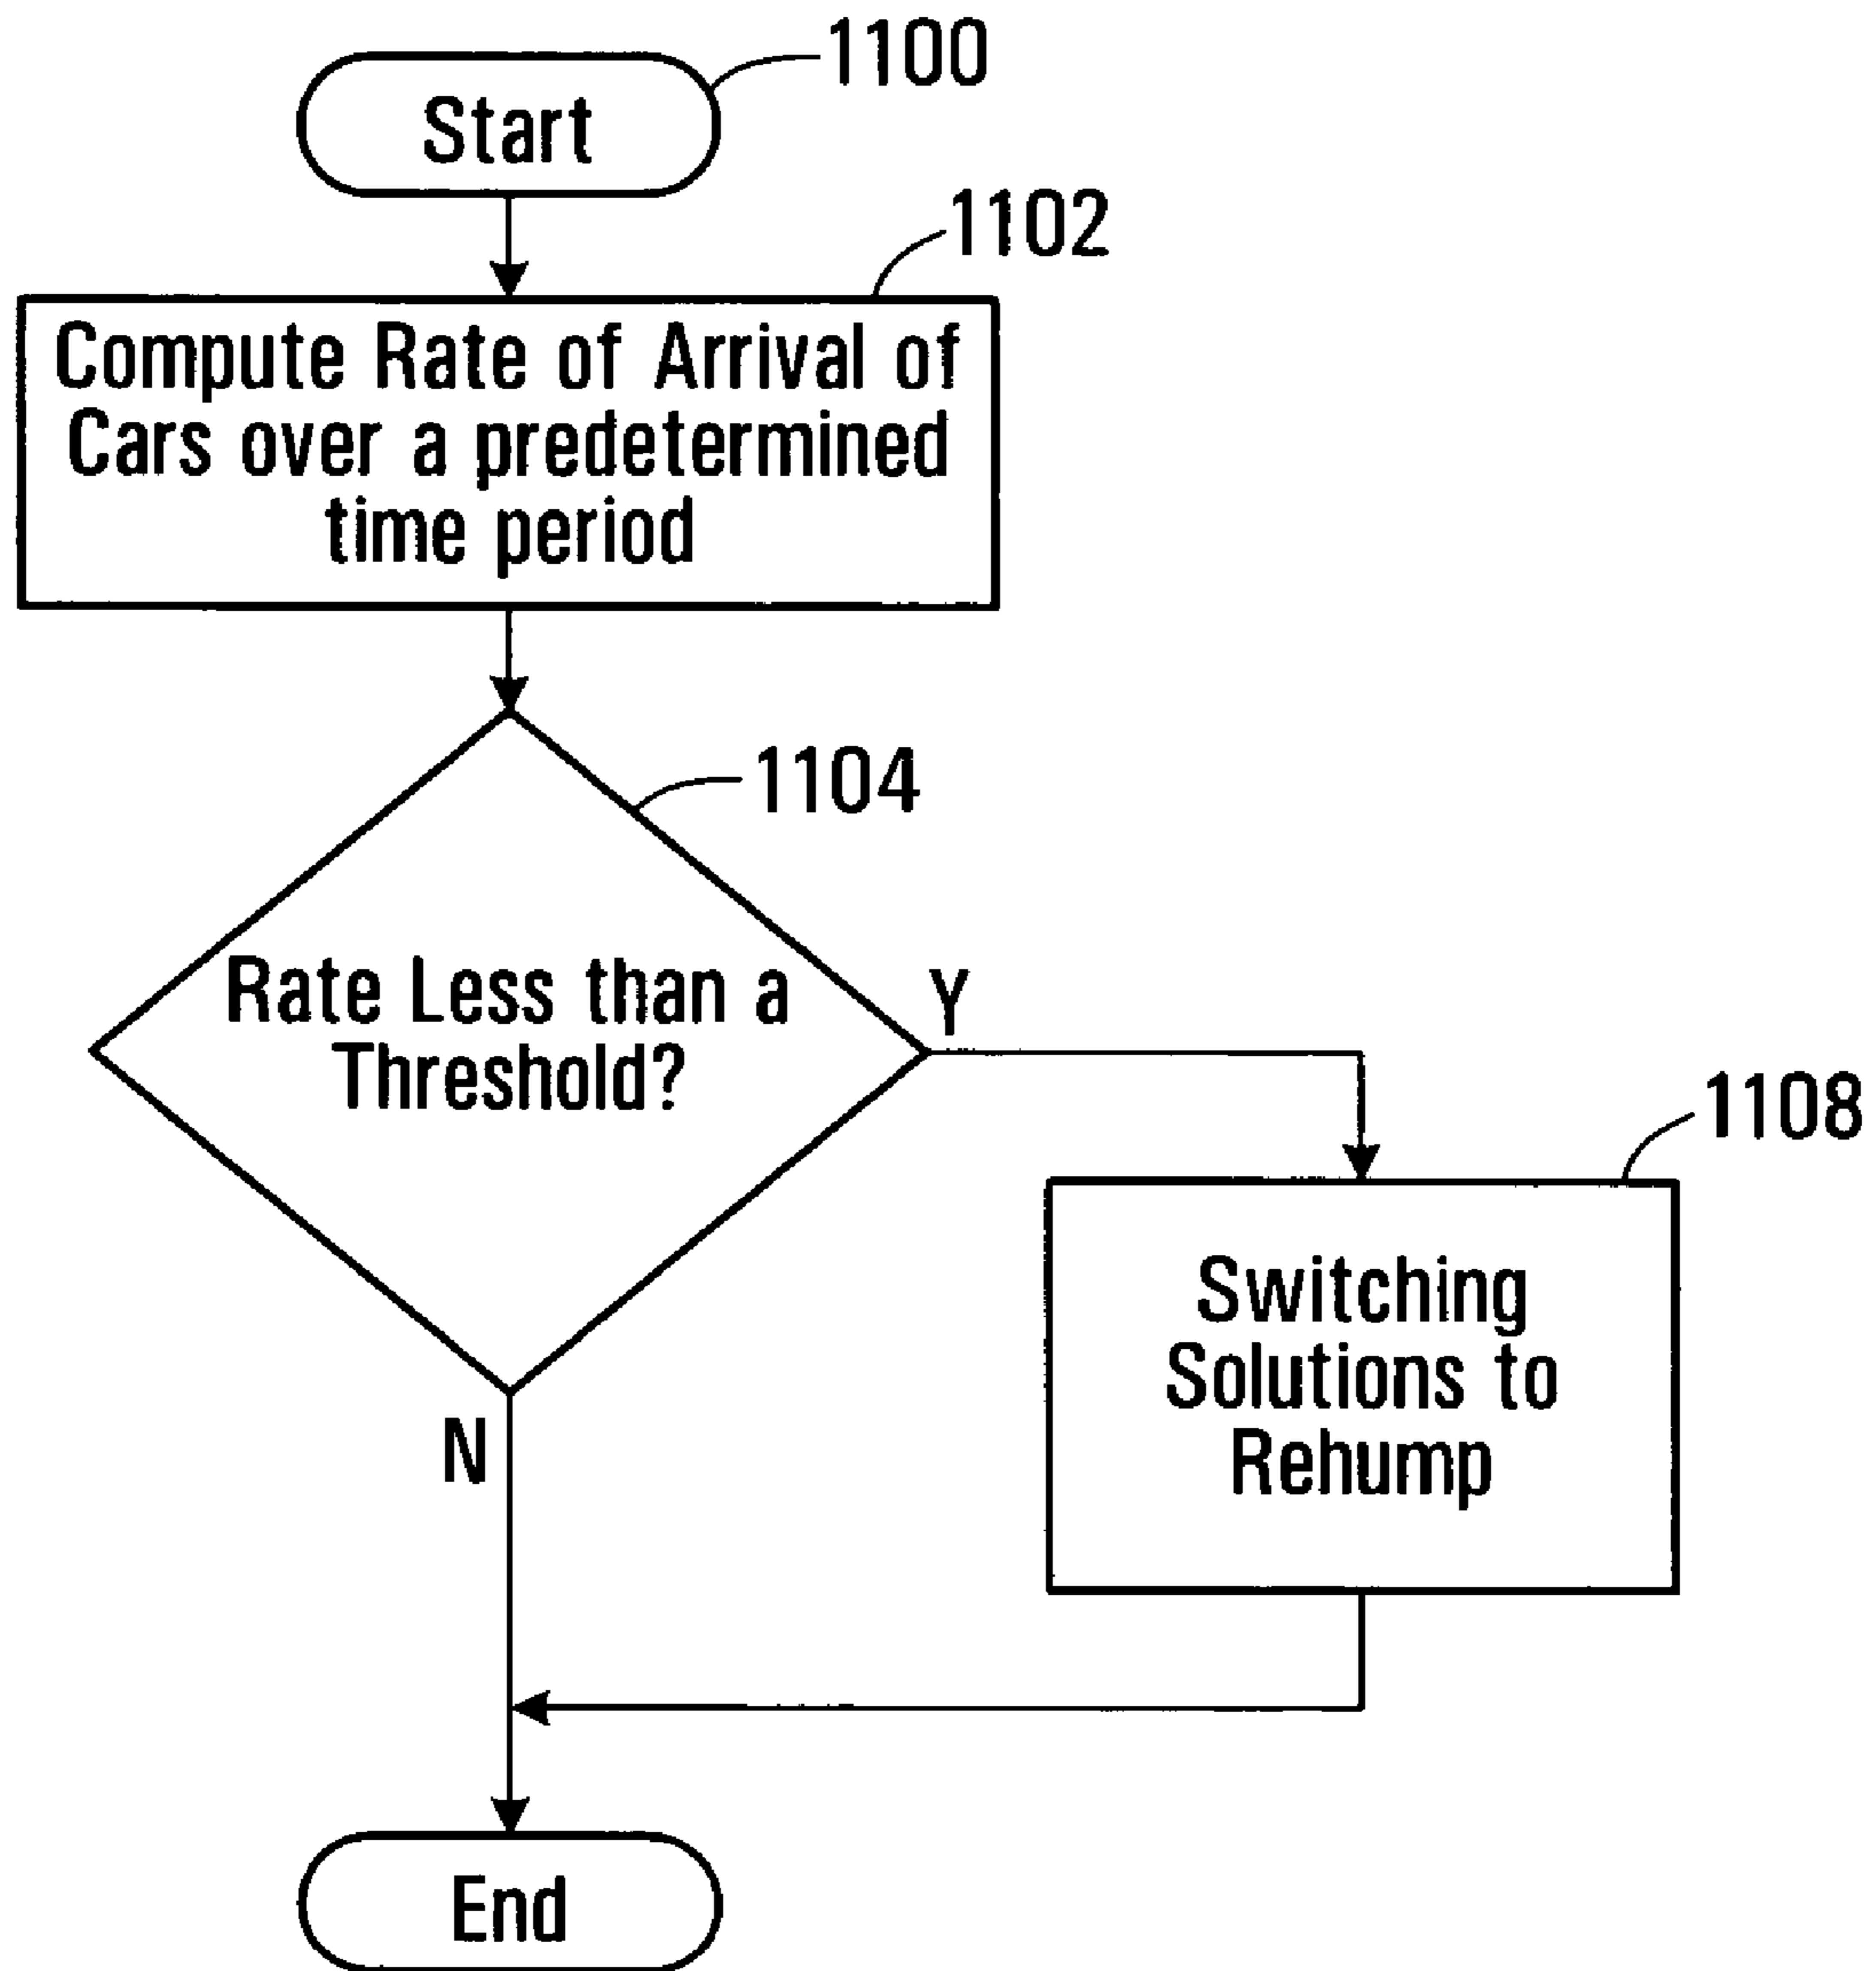 1100
Start
1102
Compute Rate of Arrival of
Cars over a predetermined
time period
1104
Rate Less than a
Threshold?
Y
N
1108
Switching
Solutions to
Rehump
End